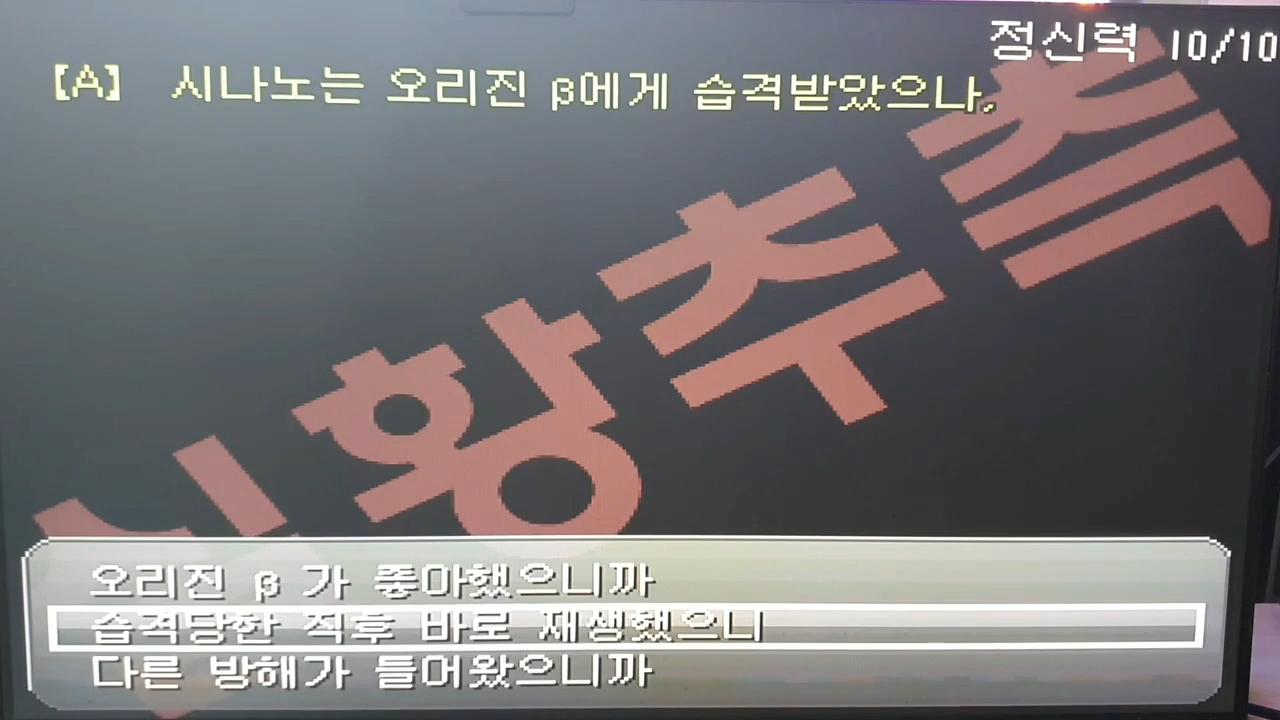 정신력 10/10
【A】 시나노는 오리진 β에게 습격받았으나,
상황추측
오리진 β 가 좋아했으니까
습격당한 직후 바로 재생했으니
다른 방해가 들어왔으니까